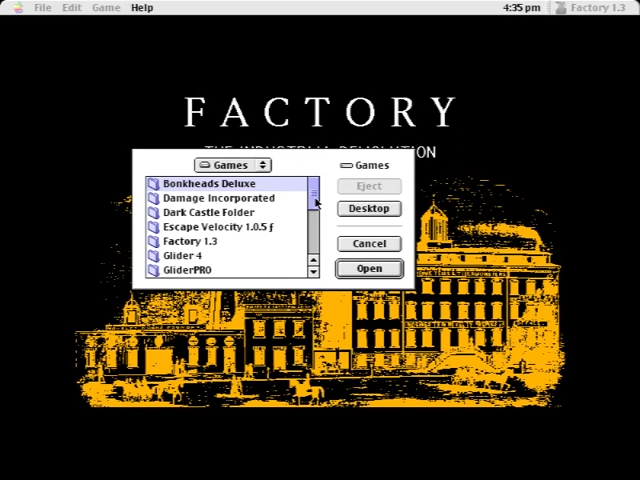 File Edit Game Help 4:35 pm Factory 1.3
FACTORY
Games
Games
Bonkheads Deluxe
Eject
Damage Incorporated
Dark Castle Folder
Desktop
Escape Velocity 1.0.5 ƒ
Factory 1.3
Cancel
Glider 4
GliderPRO
Open